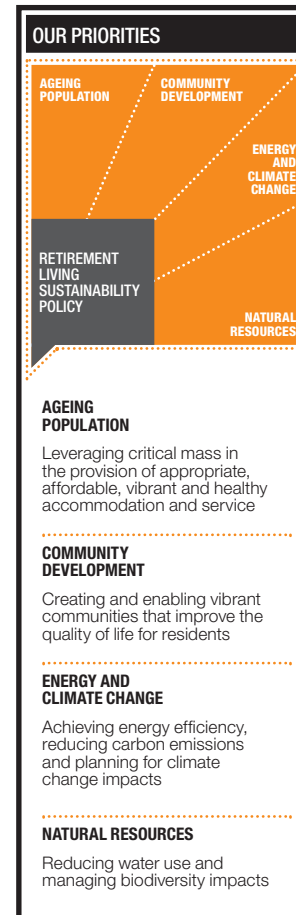 OUR PRIORITIES
AGEING
POPULATION
COMMUNITY
DEVELOPMENT
ENERGY
AND
CLIMATE
CHANGE
RETIREMENT
LIVING
SUSTAINABILITY
POLICY
NATURAL
RESOURCES
AGEING
POPULATION
Leveraging critical mass in
the provision of appropriate,
affordable, vibrant and healthy
accommodation and service
COMMUNITY
DEVELOPMENT
Creating and enabling vibrant
communities that improve the
quality of life for residents
ENERGY AND
CLIMATE CHANGE
Achieving energy efficiency,
reducing carbon emissions
and planning for climate
change impacts
NATURAL RESOURCES
Reducing water use and
managing biodiversity impacts